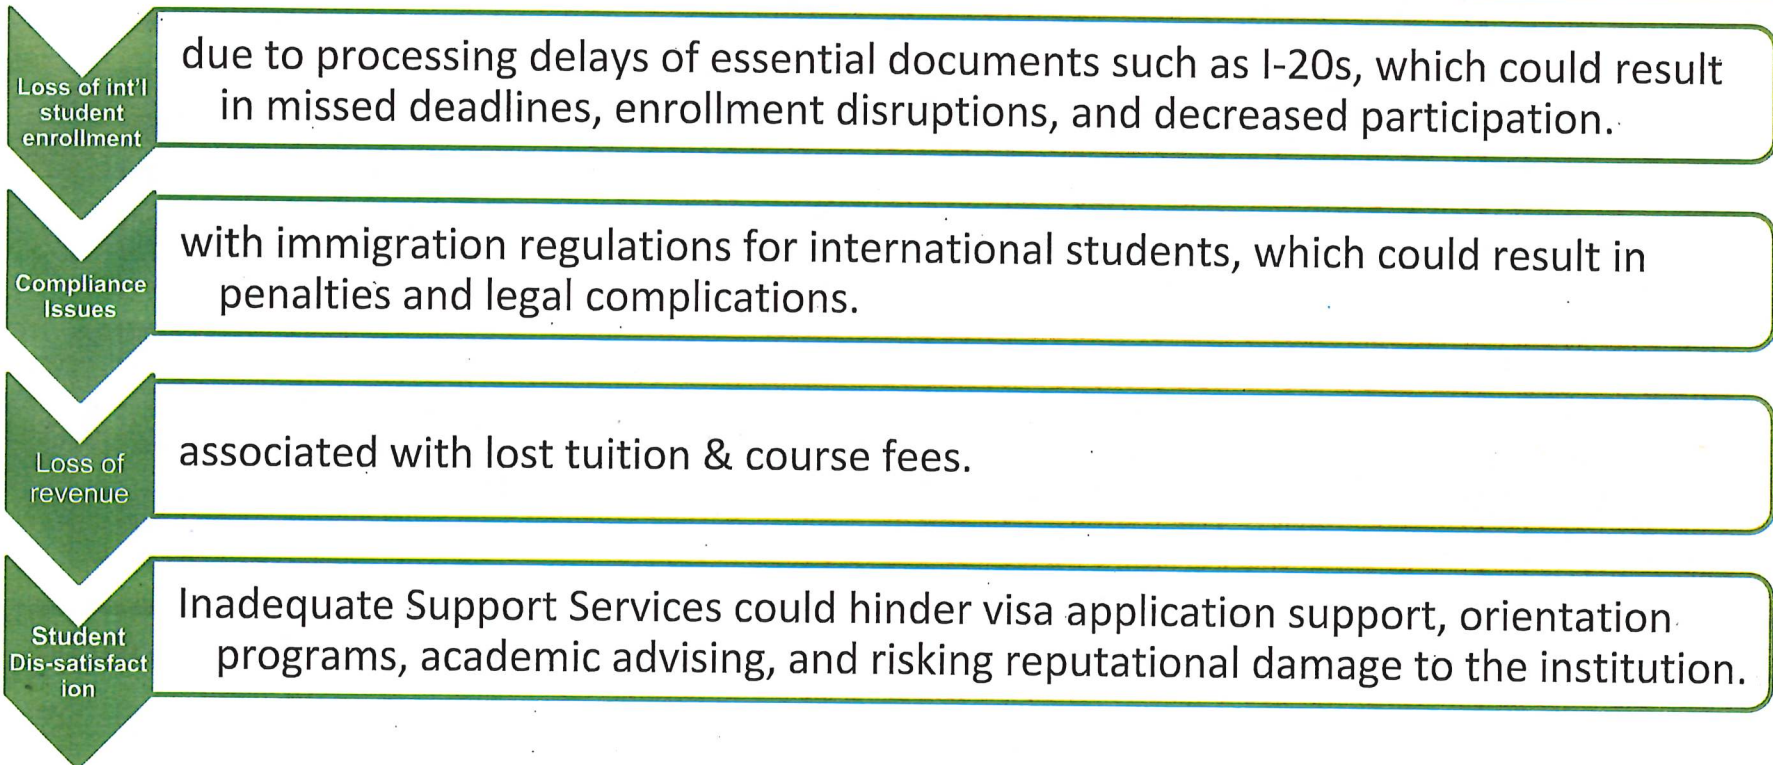 Loss of int'l
student
enrollment
due to processing delays of essential documents such as I-20s, which could result
in missed deadlines, enrollment disruptions, and decreased participation.
Compliance
Issues
with immigration regulations for international students, which could result in
penalties and legal complications.
Loss of
revenue
associated with lost tuition & course fees.
Student
Dis-satisfact
ion
Inadequate Support Services could hinder visa application support, orientation
programs, academic advising, and risking reputational damage to the institution.